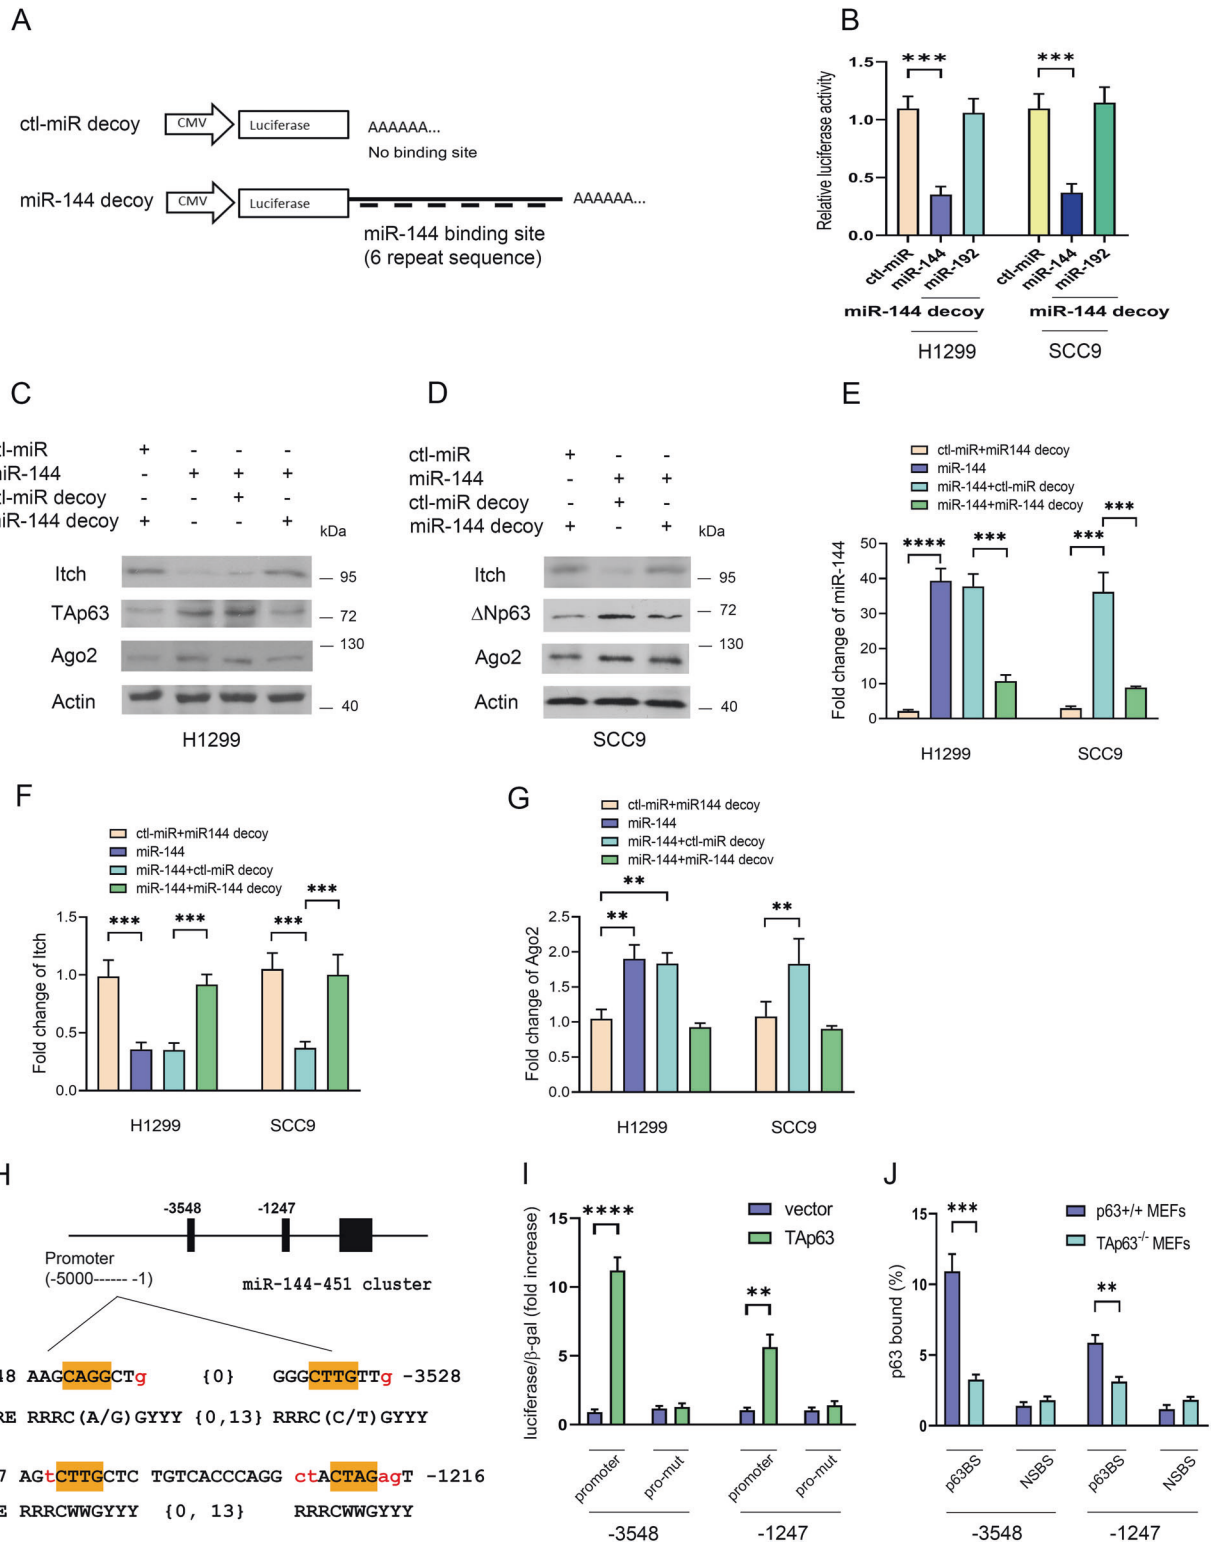 A
ctl-miR decoy
CMV
Luciferase
AAAAAA...
No binding site
miR-144 decoy
CMV
Luciferase
AAAAAA...
miR-144 binding site
(6 repeat sequence)
B
Relative luciferase activity
1.5
1.0
0.5
0.0
***
***
ctl-miR
miR-144
miR-192
ctl-miR
miR-144
miR-192
miR-144 decoy
miR-144 decoy
H1299
SCC9
C
tl-miR + - - -
iR-144 - + + +
tl-miR decoy - - + -
iR-144 decoy + - - +
kDa
Itch
95
TAp63
72
130
Ago2
Actin
40
H1299
D
ctl-miR + - -
miR-144 - + +
ctl-miR decoy - + -
miR-144 decoy + - +
kDa
Itch
95
ΔNp63
72
130
Ago2
Actin
40
SCC9
E
ctl-miR+miR144 decoy
miR-144
miR-144+ctl-miR decoy
miR-144+miR-144 decoy
Fold change of miR-144
50
40
30
20
10
0
****
***
***
***
H1299
SCC9
F
ctl-miR+miR144 decoy
miR-144
miR-144+ctl-miR decoy
miR-144+miR-144 decoy
Fold change of Itch
1.5
1.0
0.5
0.0
***
***
***
***
H1299
SCC9
G
ctl-miR+miR144 decoy
miR-144
miR-144+ctl-miR decoy
miR-144+miR-144 decov
Fold change of Ago2
2.5
2.0
1.5
1.0
0.5
0.0
**
**
**
H1299
SCC9
H
-3548
-1247
Promoter
(-5000------ -1)
miR-144-451 cluster
48 AAGCAGGCTg {0} GGGCTTGTTg -3528
RE RRRC(A/G)GYYY {0,13} RRRC(C/T)GYYY
7 AGtCTTGCTC TGTCACCCAGG ctACTAGagT -1216
E RRRCWWGYYY {0, 13} RRRCWWGYYY
I
vector
TAp63
luciferase/β-gal (fold increase)
15
10
5
0
****
**
promoter
pro-mut
promoter
pro-mut
-3548
-1247
J
p63+/+ MEFs
TAp63-/- MEFs
p63 bound (%)
15
10
5
0
***
**
p63BS
NSBS
p63BS
NSBS
-3548
-1247